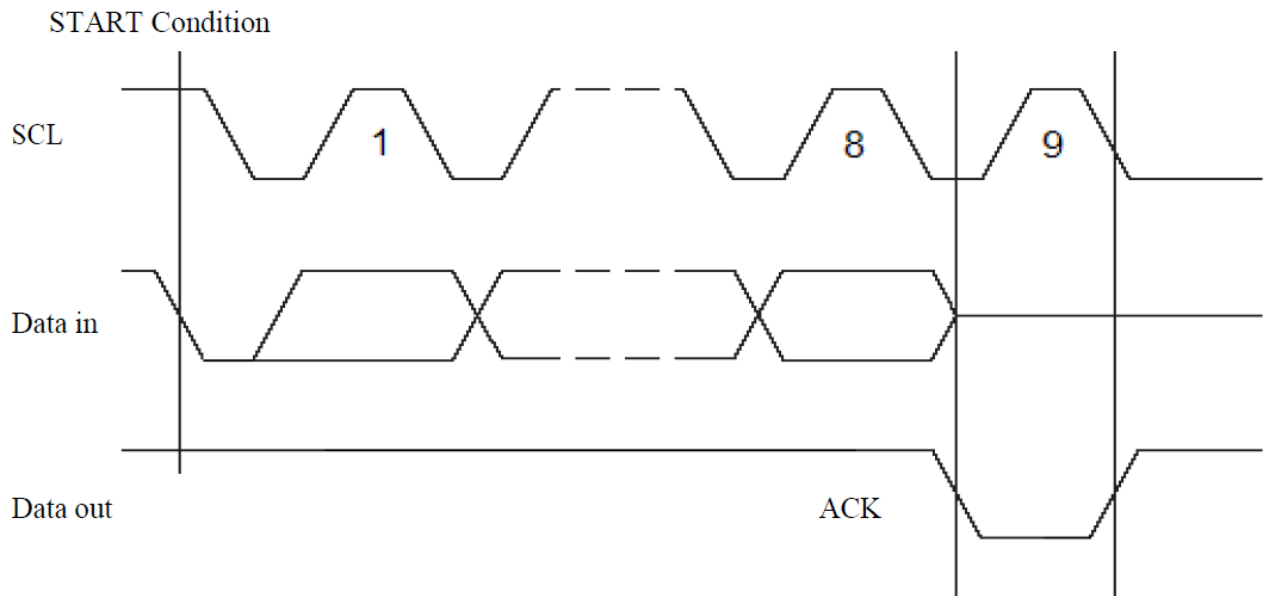 START Condition
SCL
1
8
9
Data in
Data out
ACK